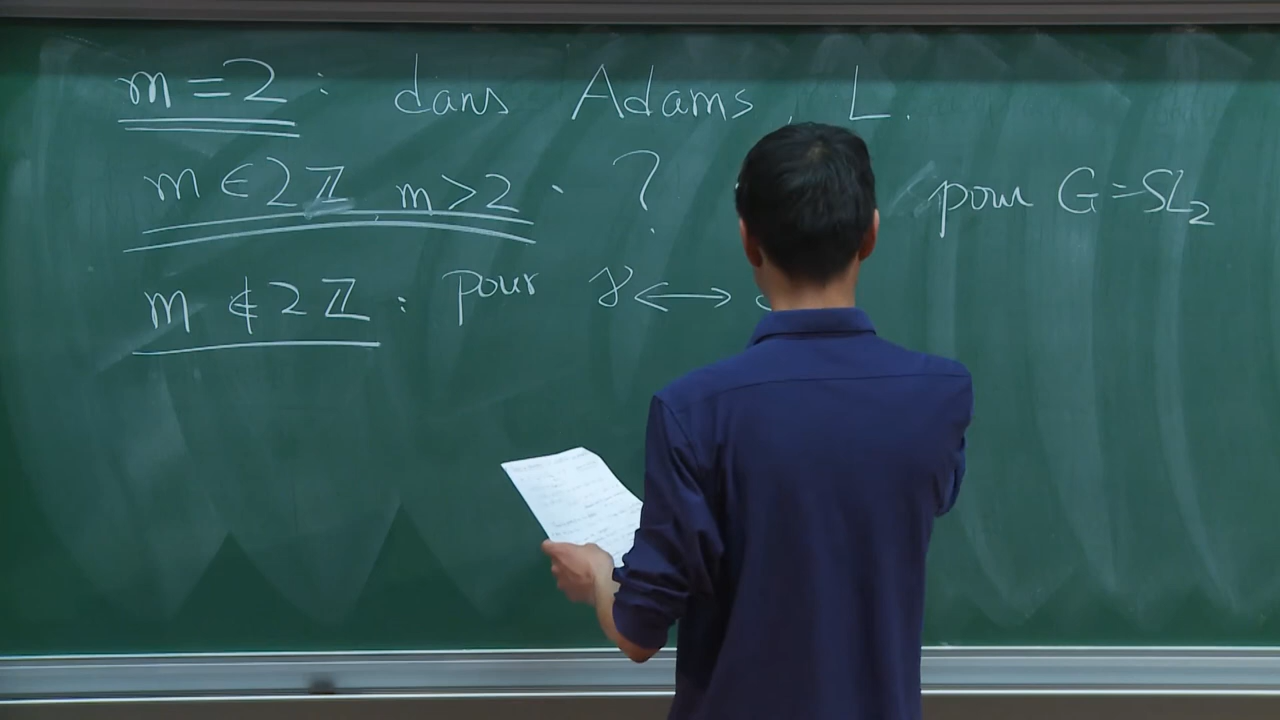 m = 2 : dans Adams, L.
m ∈ 2ℤ, m > 2 . ? pour G = SL₂
m ∉ 2ℤ : pour γ ⟷